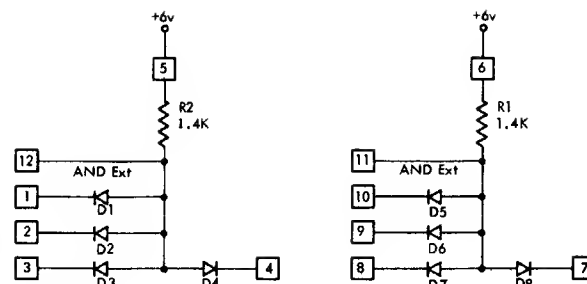 +6v
5
R2
1.4K
12
AND Ext
1
D1
2
D2
3
D3
D4
4
+6v
6
R1
1.4K
11
AND Ext
10
D5
9
D6
8
D7
D8
7